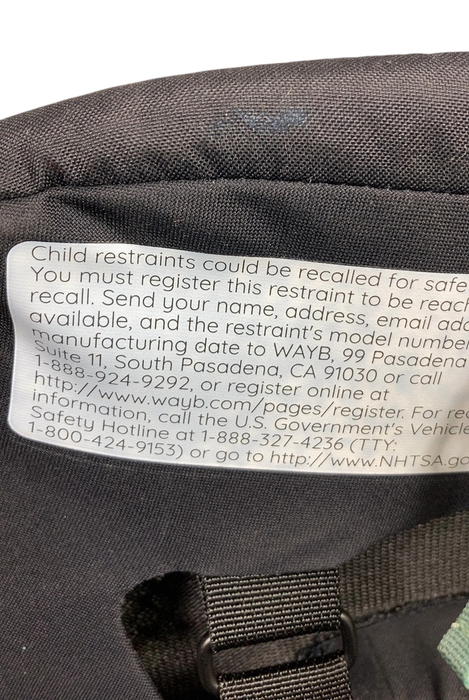 Child restraints could be recalled for safe
You must register this restraint to be reac
recall. Send your name, address, email add
available, and the restraint's model number
manufacturing date to WAYB, 99 Pasadena
Suite 11, South Pasadena, CA 91030 or call
1-888-924-9292, or register online at
http://www.wayb.com/pages/register. For rec
information, call the U.S. Government's Vehicle
Safety Hotline at 1-888-327-4236 (TTY:
1-800-424-9153) or go to http://www.NHTSA.go